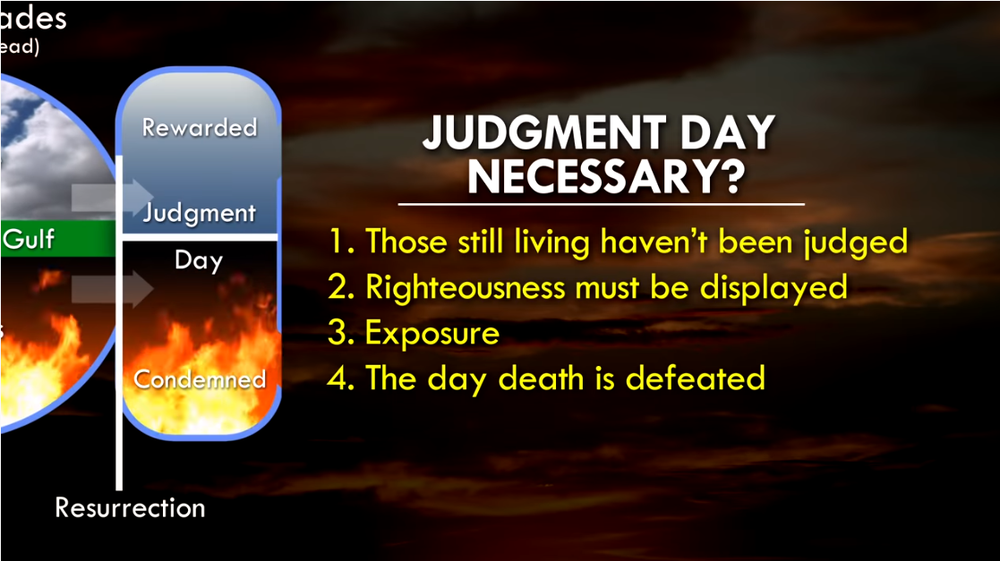 ades
ead)
Rewarded
Judgment
Gulf
Day
s
Condemned
Resurrection
JUDGMENT DAY
NECESSARY?
1. Those still living haven't been judged
2. Righteousness must be displayed
3. Exposure
4. The day death is defeated